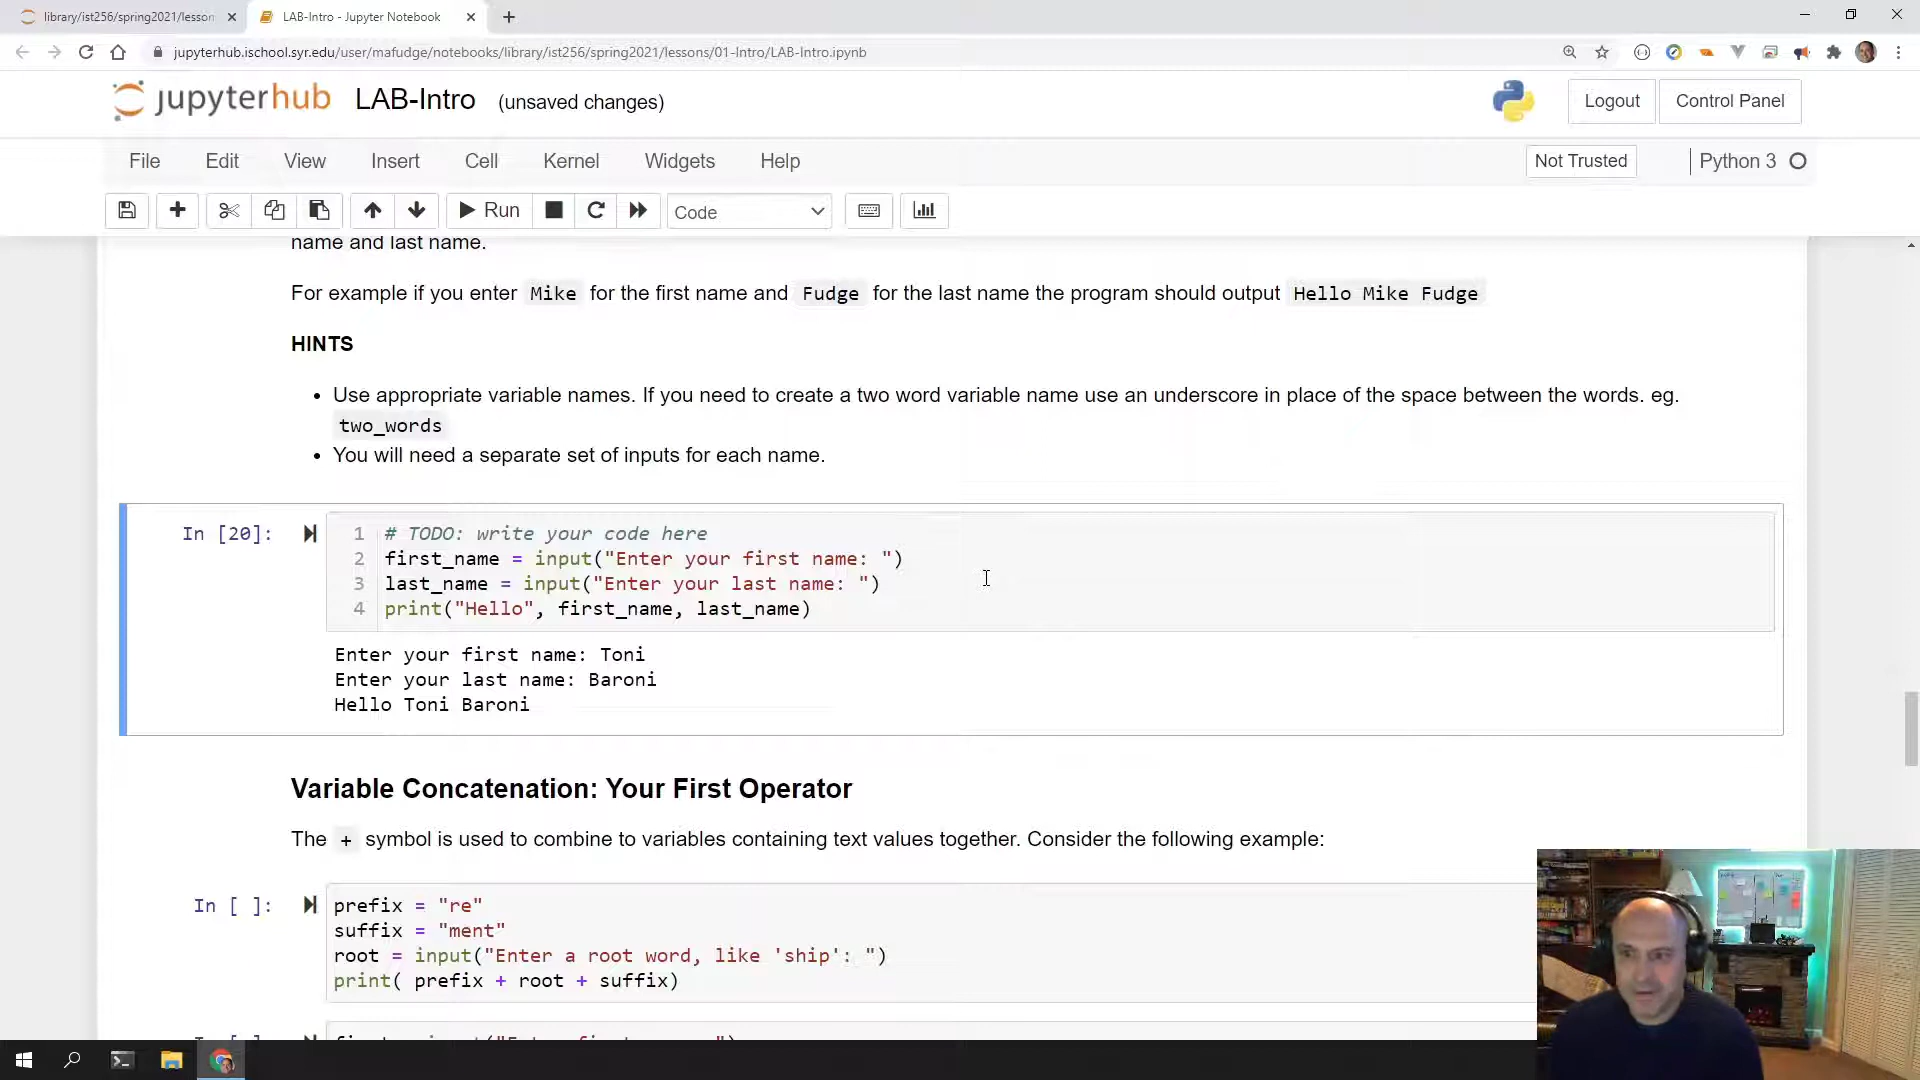 library/ist256/spring2021/lesson
LAB-Intro - Jupyter Notebook
jupyterhub.ischool.syr.edu/user/mafudge/notebooks/library/ist256/spring2021/lessons/01-Intro/LAB-Intro.ipynb
jupyterhub LAB-Intro (unsaved changes)
Logout Control Panel
File Edit View Insert Cell Kernel Widgets Help
Not Trusted Python 3
Run Code
name and last name.
For example if you enter Mike for the first name and Fudge for the last name the program should output Hello Mike Fudge
HINTS
• Use appropriate variable names. If you need to create a two word variable name use an underscore in place of the space between the words. eg.
two_words
• You will need a separate set of inputs for each name.
In [20]:
1 # TODO: write your code here
2 first_name = input("Enter your first name: ")
3 last_name = input("Enter your last name: ")
4 print("Hello", first_name, last_name)
Enter your first name: Toni
Enter your last name: Baroni
Hello Toni Baroni
Variable Concatenation: Your First Operator
The + symbol is used to combine to variables containing text values together. Consider the following example:
In [ ]:
prefix = "re"
suffix = "ment"
root = input("Enter a root word, like 'ship': ")
print( prefix + root + suffix)